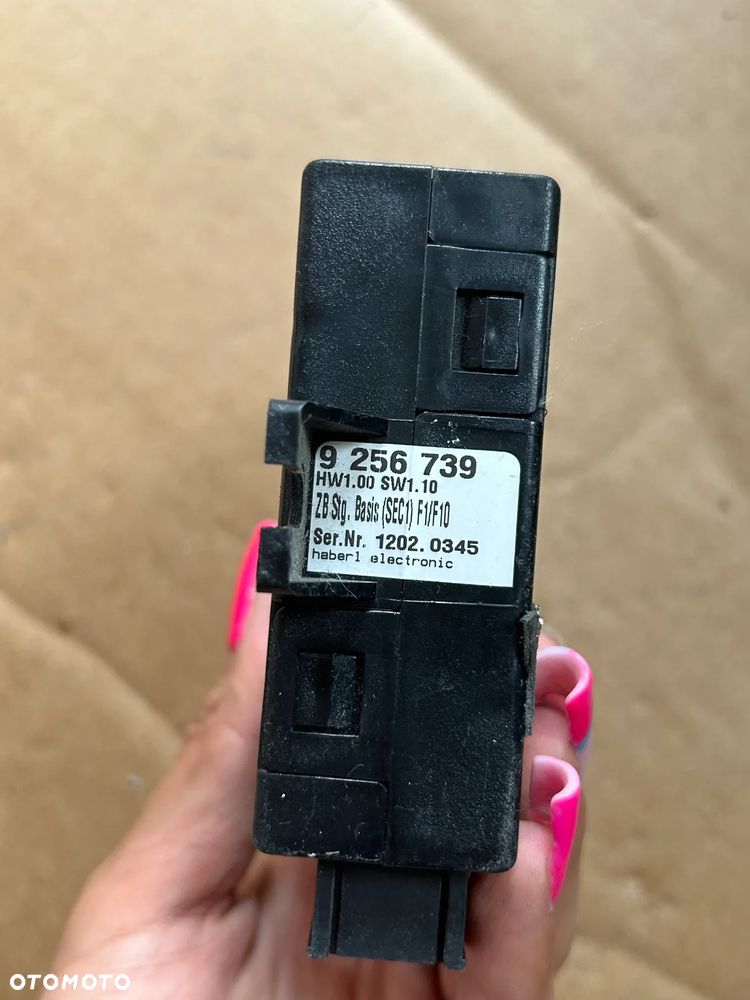 9 256 739
HW1.00 SW1.10
ZB Stg. Basis (SEC1) F1/F10
Ser.Nr. 1202.0345
haberl electronic
OTOMOTO